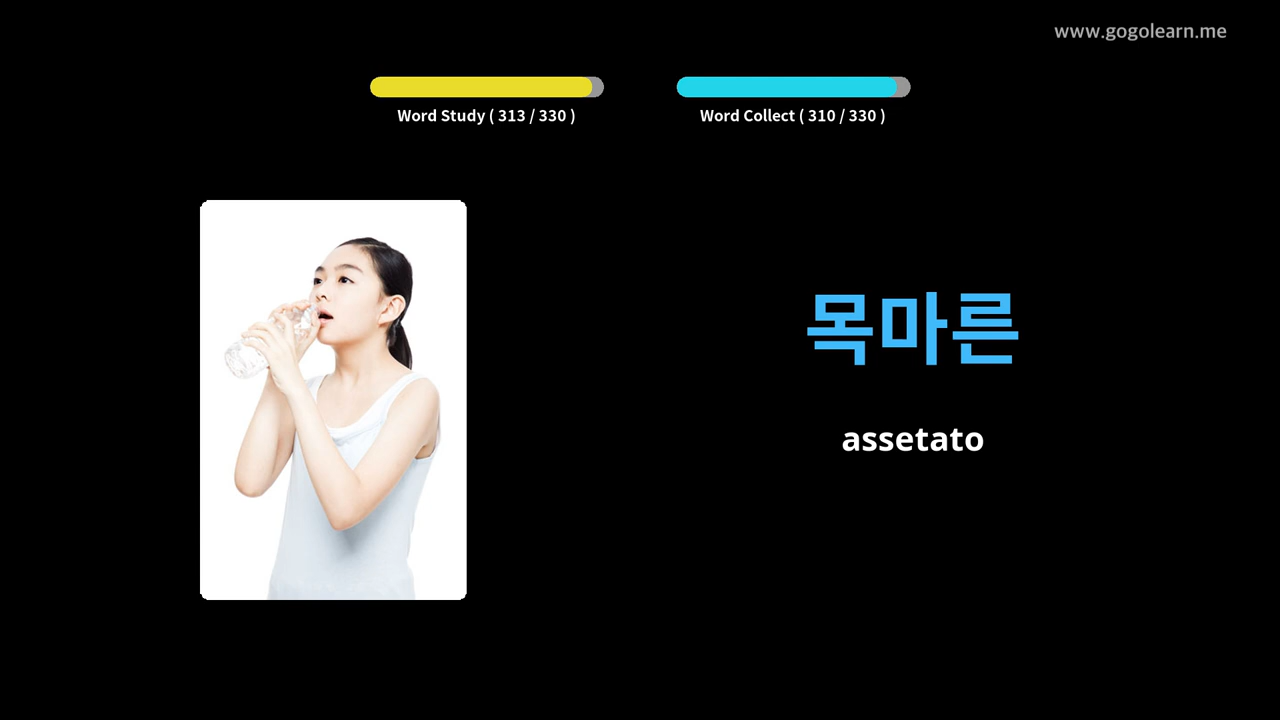 www.gogolearn.me
Word Study ( 313 / 330 )
Word Collect ( 310 / 330 )
목마른
assetato